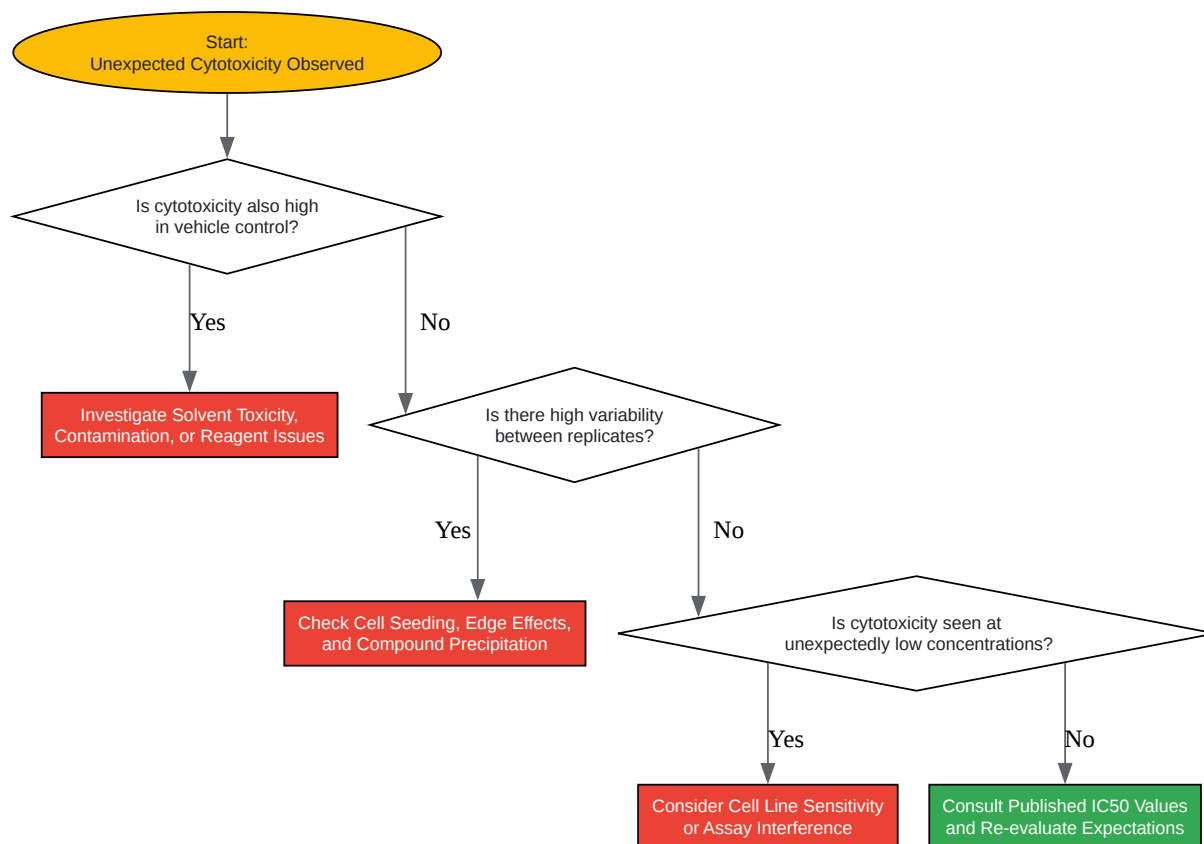 Start:
Unexpected Cytotoxicity Observed
Is cytotoxicity also high
in vehicle control?
Yes
No
Investigate Solvent Toxicity,
Contamination, or Reagent Issues
Is there high variability
between replicates?
Yes
No
Check Cell Seeding, Edge Effects,
and Compound Precipitation
Is cytotoxicity seen at
unexpectedly low concentrations?
Yes
No
Consider Cell Line Sensitivity
or Assay Interference
Consult Published IC50 Values
and Re-evaluate Expectations